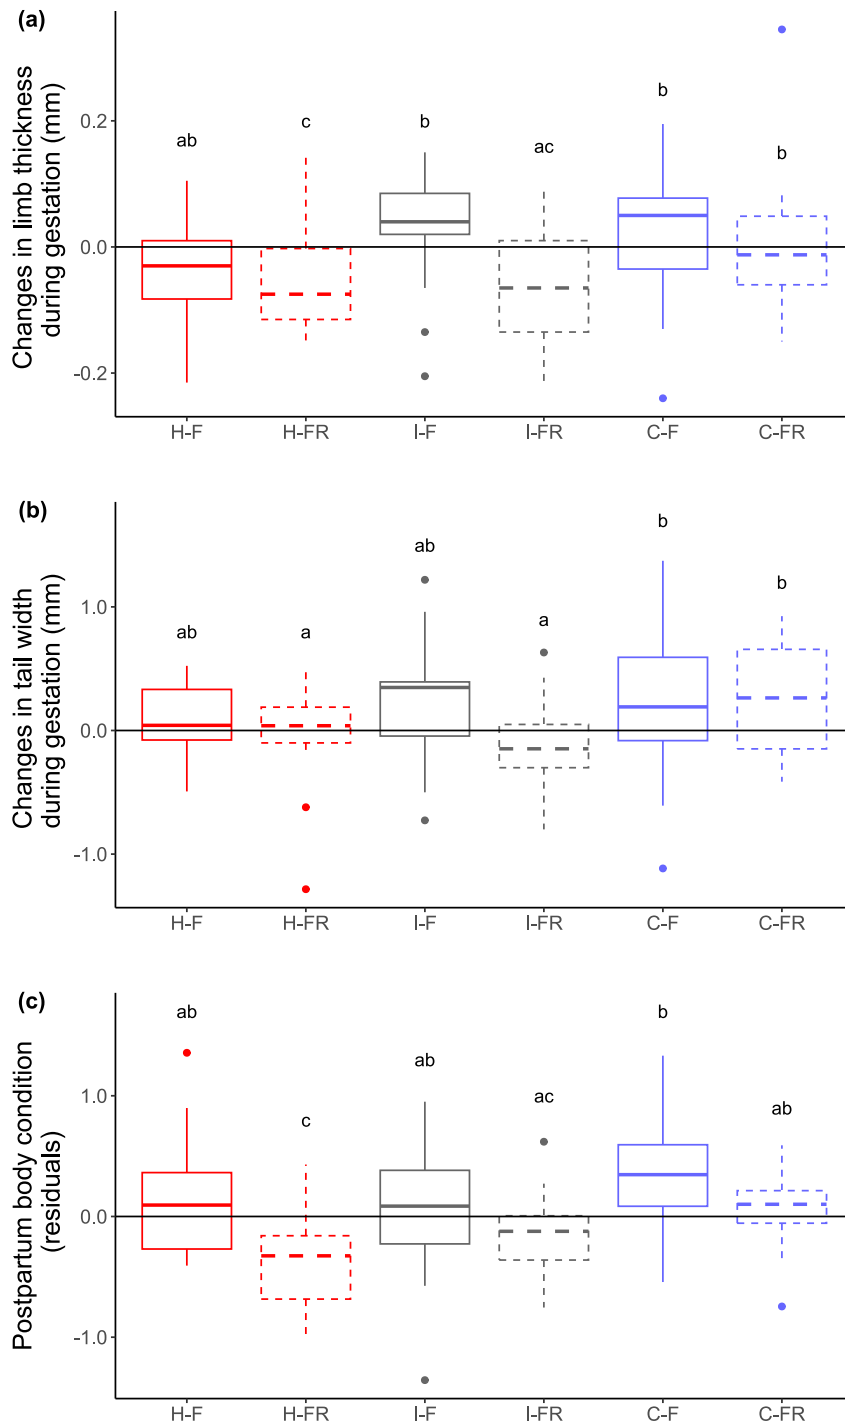 (a)
Changes in limb thickness
during gestation (mm)
0.2
0.0
-0.2
ab
c
b
ac
b
b
H-F
H-FR
I-F
I-FR
C-F
C-FR
(b)
Changes in tail width
during gestation (mm)
1.0
0.0
-1.0
ab
a
ab
a
b
b
H-F
H-FR
I-F
I-FR
C-F
C-FR
(c)
Postpartum body condition
(residuals)
1.0
0.0
-1.0
ab
c
ab
ac
b
ab
H-F
H-FR
I-F
I-FR
C-F
C-FR